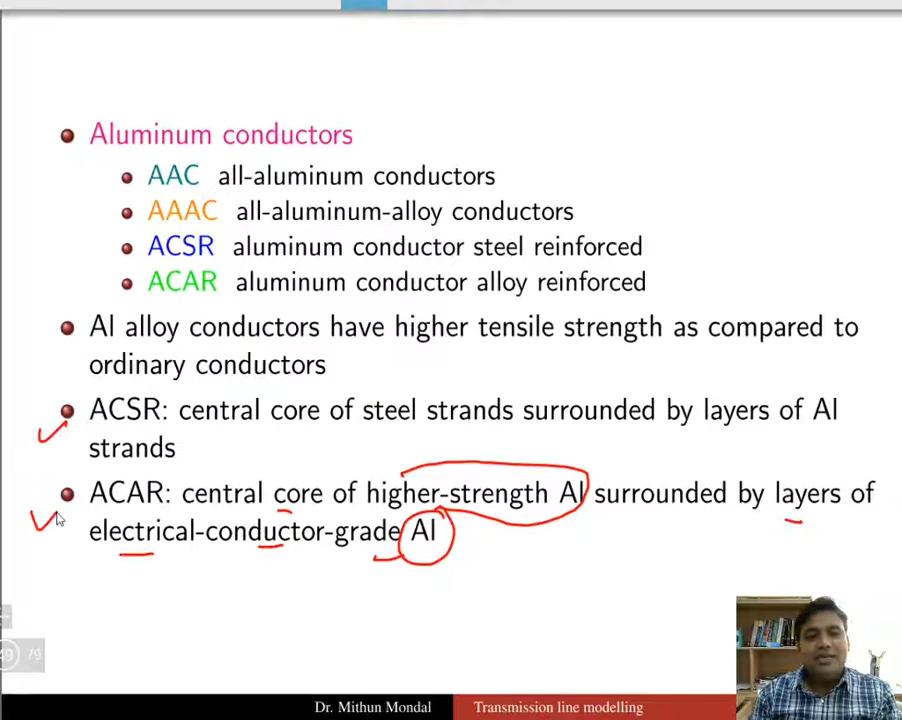 Aluminum conductors
AAC all-aluminum conductors
AAAC all-aluminum-alloy conductors
ACSR aluminum conductor steel reinforced
ACAR aluminum conductor alloy reinforced
Al alloy conductors have higher tensile strength as compared to
ordinary conductors
ACSR: central core of steel strands surrounded by layers of Al
strands
ACAR: central core of higher-strength Al surrounded by layers of
electrical-conductor-grade Al
79
Dr. Mithun Mondal Transmission line modelling